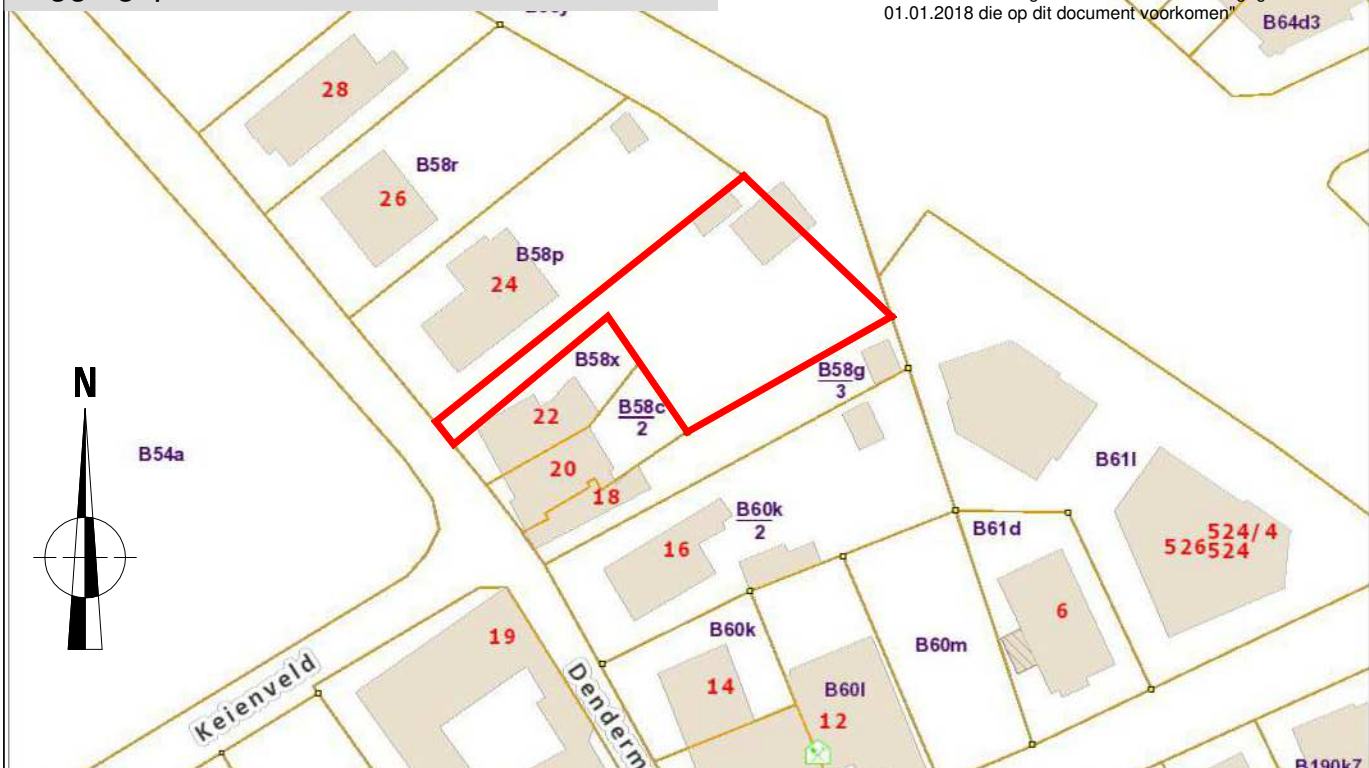 01.01.2018 die op dit document voorkomen"
B64d3
28
B58r
26
B58p
24
B58x
B58c
2
B58g
3
22
20
18
N
B54a
B61l
B60k
2
16
B61d
524/4
526524
6
19
B60k
B60m
14
B60l
12
Keienveld
Denderm
B190k7